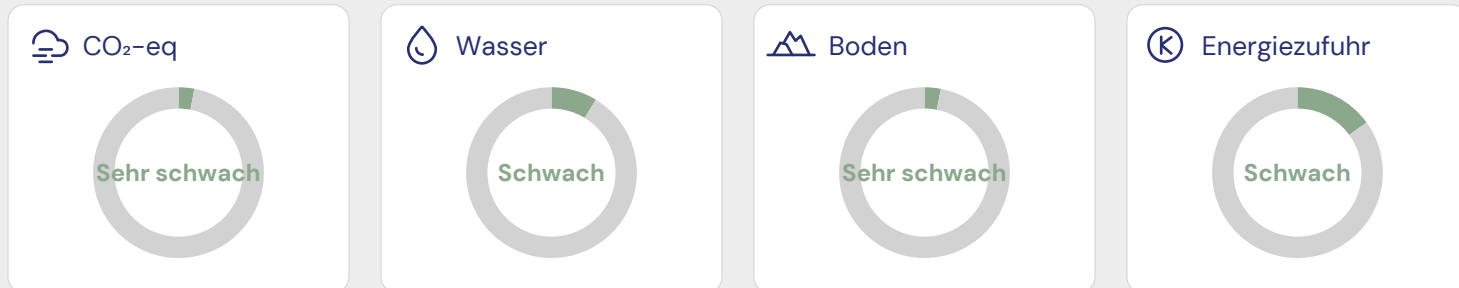 CO₂-eq
Sehr schwach
Wasser
Schwach
Boden
Sehr schwach
Energiezufuhr
Schwach